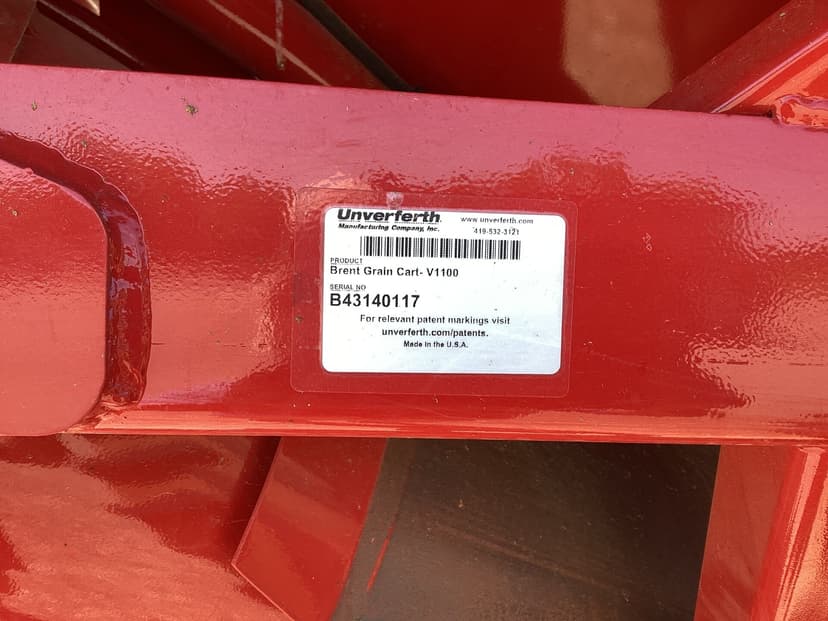 Unverferth
Manufacturing Company, Inc.
www.unverferth.com
419-532-3121
PRODUCT
Brent Grain Cart- V1100
SERIAL NO
B43140117
For relevant patent markings visit
unverferth.com/patents.
Made in the U.S.A.